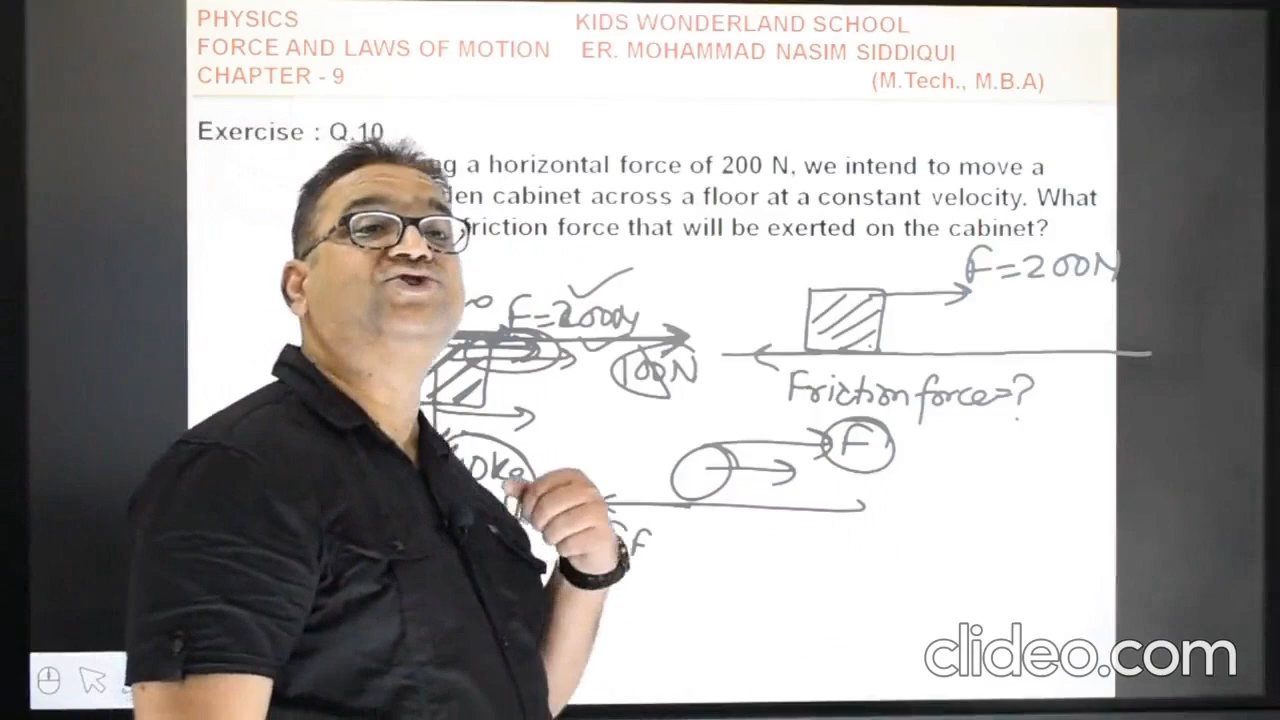 PHYSICS KIDS WONDERLAND SCHOOL
FORCE AND LAWS OF MOTION ER. MOHAMMAD NASIM SIDDIQUI
CHAPTER - 9 (M.Tech., M.B.A)
Exercise : Q.10
a horizontal force of 200 N, we intend to move a
cabinet across a floor at a constant velocity. What
friction force that will be exerted on the cabinet?
F=200N
100N
Friction force=?
F
clideo.com